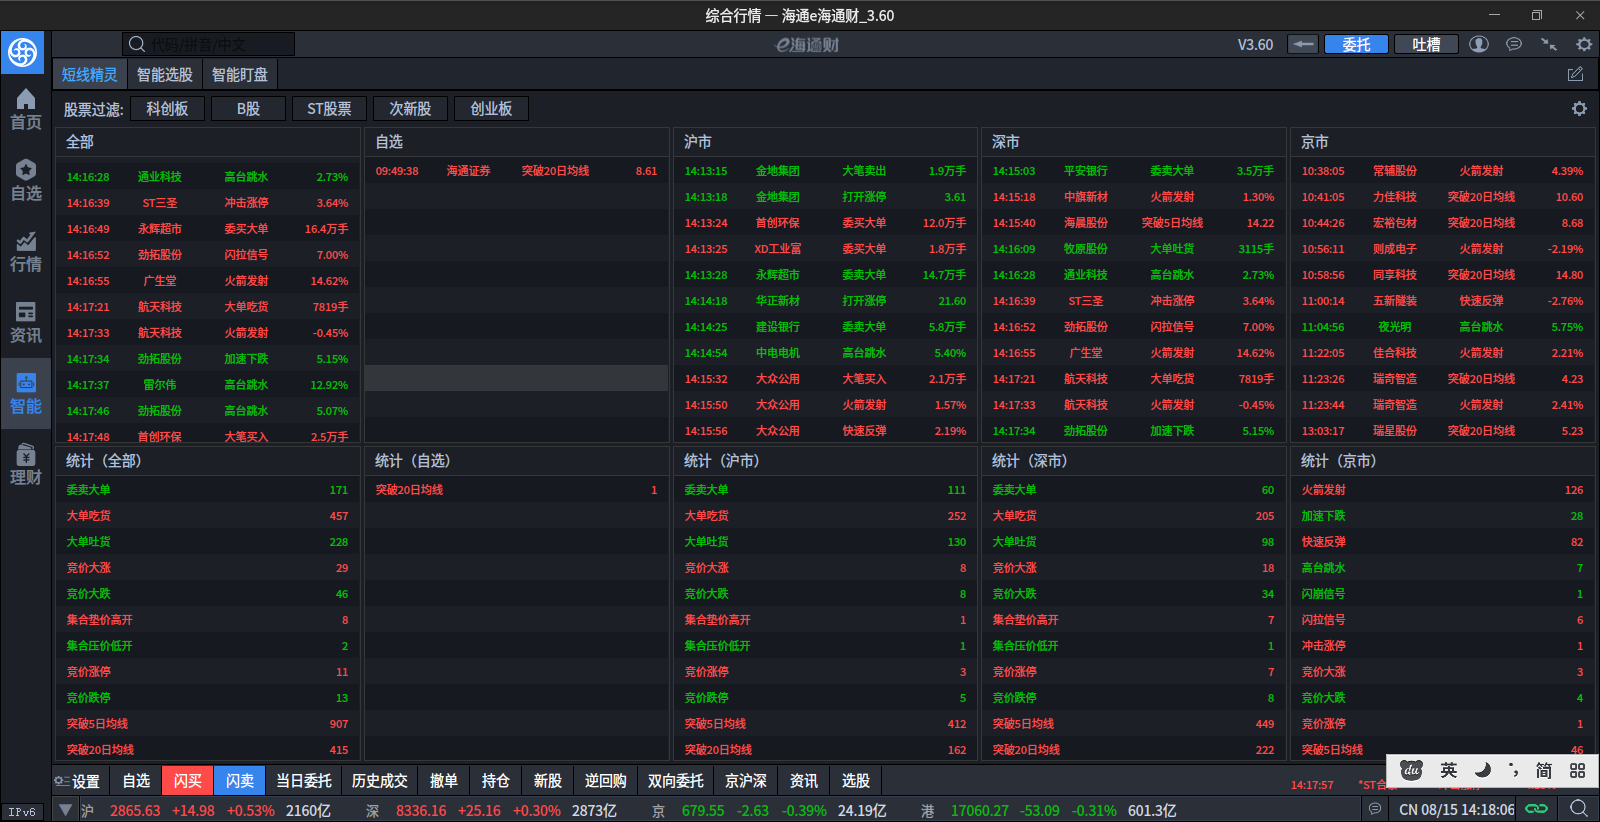 综合行情 — 海通e海通财_3.60
代码/拼音/中文
e海通财
V3.60 委托 吐槽
短线精灵 智能选股 智能盯盘
股票过滤: 科创板 B股 ST股票 次新股 创业板
首页
自选
行情
资讯
智能
理财
全部
14:16:28 通业科技 高台跳水 2.73%
14:16:39 ST三圣 冲击涨停 3.64%
14:16:49 永辉超市 委买大单 16.4万手
14:16:52 劲拓股份 闪拉信号 7.00%
14:16:55 广生堂 火箭发射 14.62%
14:17:21 航天科技 大单吃货 7819手
14:17:33 航天科技 火箭发射 -0.45%
14:17:34 劲拓股份 加速下跌 5.15%
14:17:37 雷尔伟 高台跳水 12.92%
14:17:46 劲拓股份 高台跳水 5.07%
14:17:48 首创环保 大笔买入 2.5万手
自选
09:49:38 海通证券 突破20日均线 8.61
沪市
14:13:15 金地集团 大笔卖出 1.9万手
14:13:18 金地集团 打开涨停 3.61
14:13:24 首创环保 委买大单 12.0万手
14:13:25 XD工业富 委买大单 1.8万手
14:13:28 永辉超市 委卖大单 14.7万手
14:14:18 华正新材 打开涨停 21.60
14:14:25 建设银行 委卖大单 5.8万手
14:14:54 中电电机 高台跳水 5.40%
14:15:32 大众公用 大笔买入 2.1万手
14:15:50 大众公用 火箭发射 1.57%
14:15:56 大众公用 快速反弹 2.19%
深市
14:15:03 平安银行 委卖大单 3.5万手
14:15:18 中旗新材 火箭发射 1.30%
14:15:40 海晨股份 突破5日均线 14.22
14:16:09 牧原股份 大单吐货 3115手
14:16:28 通业科技 高台跳水 2.73%
14:16:39 ST三圣 冲击涨停 3.64%
14:16:52 劲拓股份 闪拉信号 7.00%
14:16:55 广生堂 火箭发射 14.62%
14:17:21 航天科技 大单吃货 7819手
14:17:33 航天科技 火箭发射 -0.45%
14:17:34 劲拓股份 加速下跌 5.15%
京市
10:38:05 常辅股份 火箭发射 4.39%
10:41:05 力佳科技 突破20日均线 10.60
10:44:26 宏裕包材 突破20日均线 8.68
10:56:11 则成电子 火箭发射 -2.19%
10:58:56 同享科技 突破20日均线 14.80
11:00:14 五新隧装 快速反弹 -2.76%
11:04:56 夜光明 高台跳水 5.75%
11:22:05 佳合科技 火箭发射 2.21%
11:23:26 瑞奇智造 突破20日均线 4.23
11:23:44 瑞奇智造 火箭发射 2.41%
13:03:17 瑞星股份 突破20日均线 5.23
统计（全部）
委卖大单 171
大单吃货 457
大单吐货 228
竞价大涨 29
竞价大跌 46
集合垫价高开 8
集合压价低开 2
竞价涨停 11
竞价跌停 13
突破5日均线 907
突破20日均线 415
统计（自选）
突破20日均线 1
统计（沪市）
委卖大单 111
大单吃货 252
大单吐货 130
竞价大涨 8
竞价大跌 8
集合垫价高开 1
集合压价低开 1
竞价涨停 3
竞价跌停 5
突破5日均线 412
突破20日均线 162
统计（深市）
委卖大单 60
大单吃货 205
大单吐货 98
竞价大涨 18
竞价大跌 34
集合垫价高开 7
集合压价低开 1
竞价涨停 7
竞价跌停 8
突破5日均线 449
突破20日均线 222
统计（京市）
火箭发射 126
加速下跌 28
快速反弹 82
高台跳水 7
闪崩信号 1
闪拉信号 6
冲击涨停 1
竞价大涨 3
竞价大跌 4
竞价涨停 1
突破5日均线 46
设置 自选 闪买 闪卖 当日委托 历史成交 撤单 持仓 新股 逆回购 双向委托 京沪深 资讯 选股 14:17:57 *ST合
du 英 简
IPv6 沪 2865.63 +14.98 +0.53% 2160亿 深 8336.16 +25.16 +0.30% 2873亿 京 679.55 -2.63 -0.39% 24.19亿 港 17060.27 -53.09 -0.31% 601.3亿 CN 08/15 14:18:06